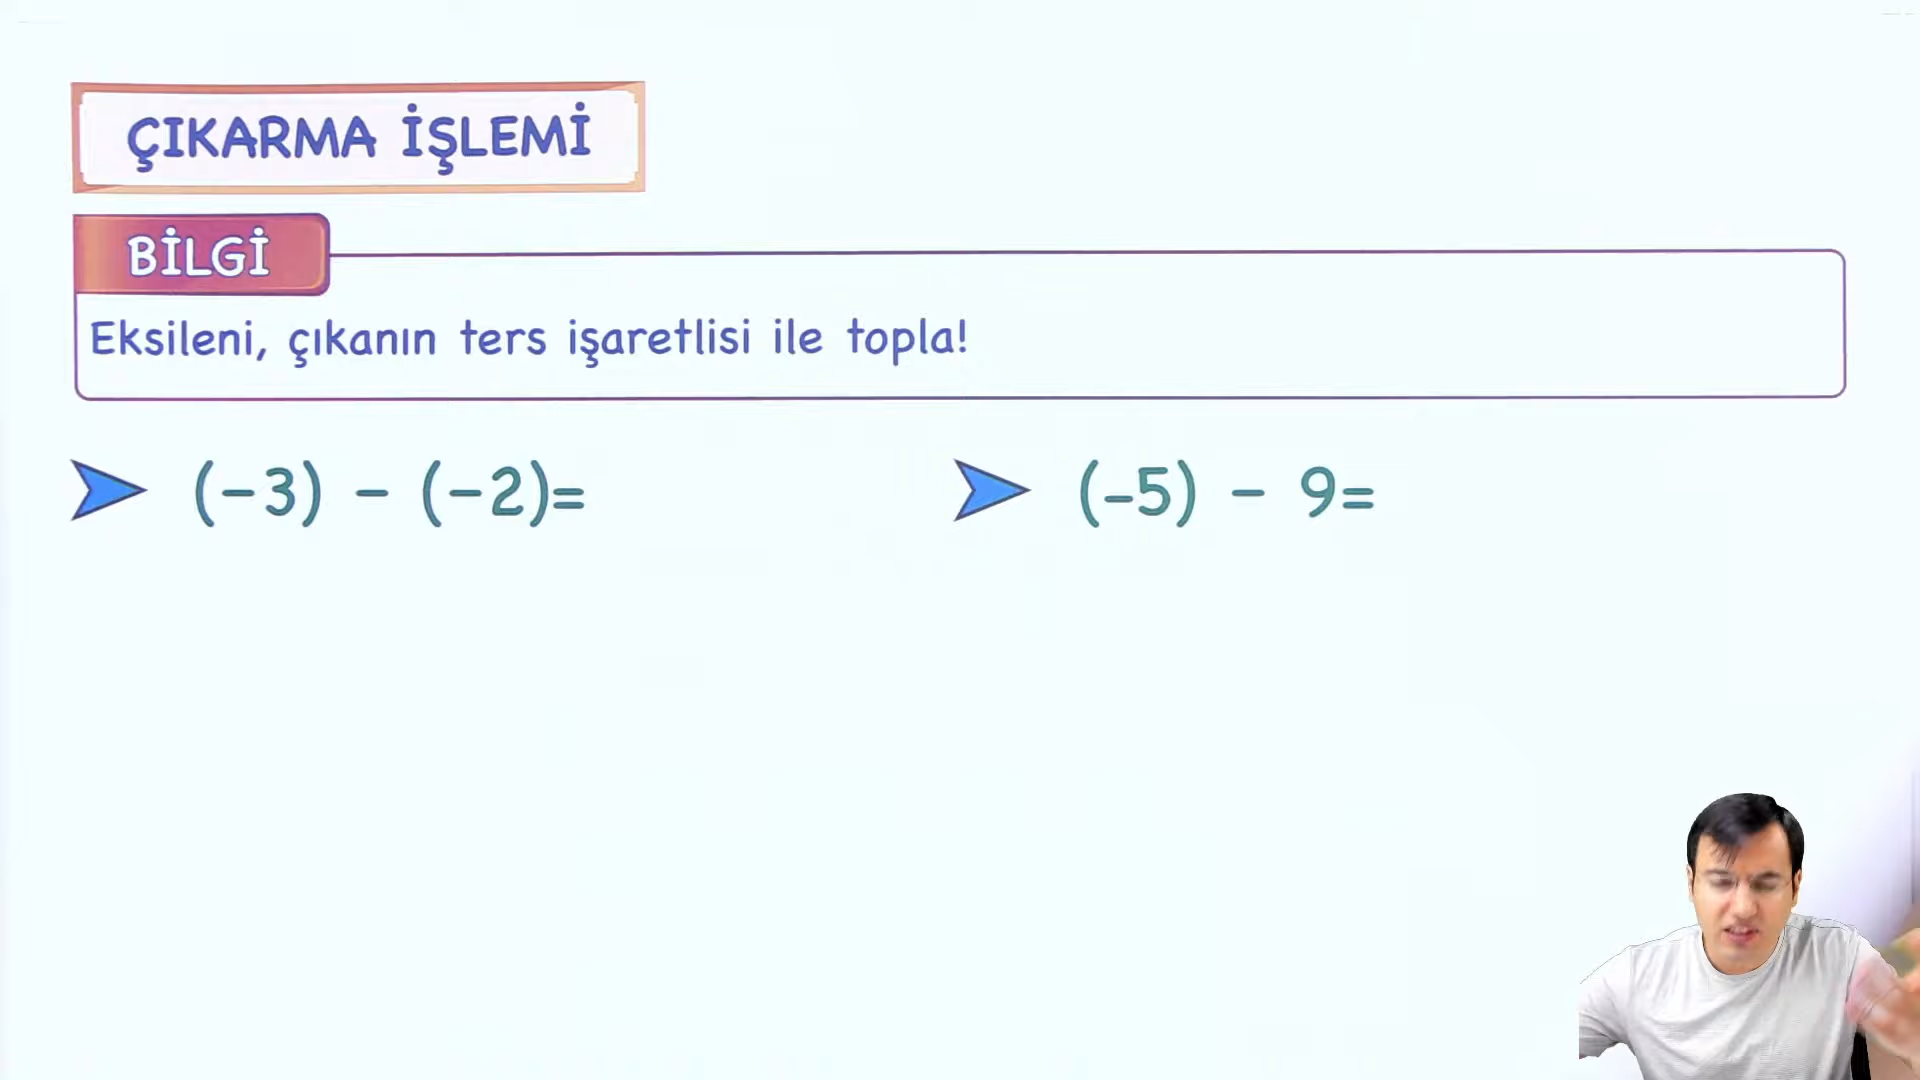 ÇIKARMA İŞLEMİ
BİLGİ
Eksileni, çıkanın ters işaretlisi ile topla!
(-3) - (-2)=
(-5) - 9=